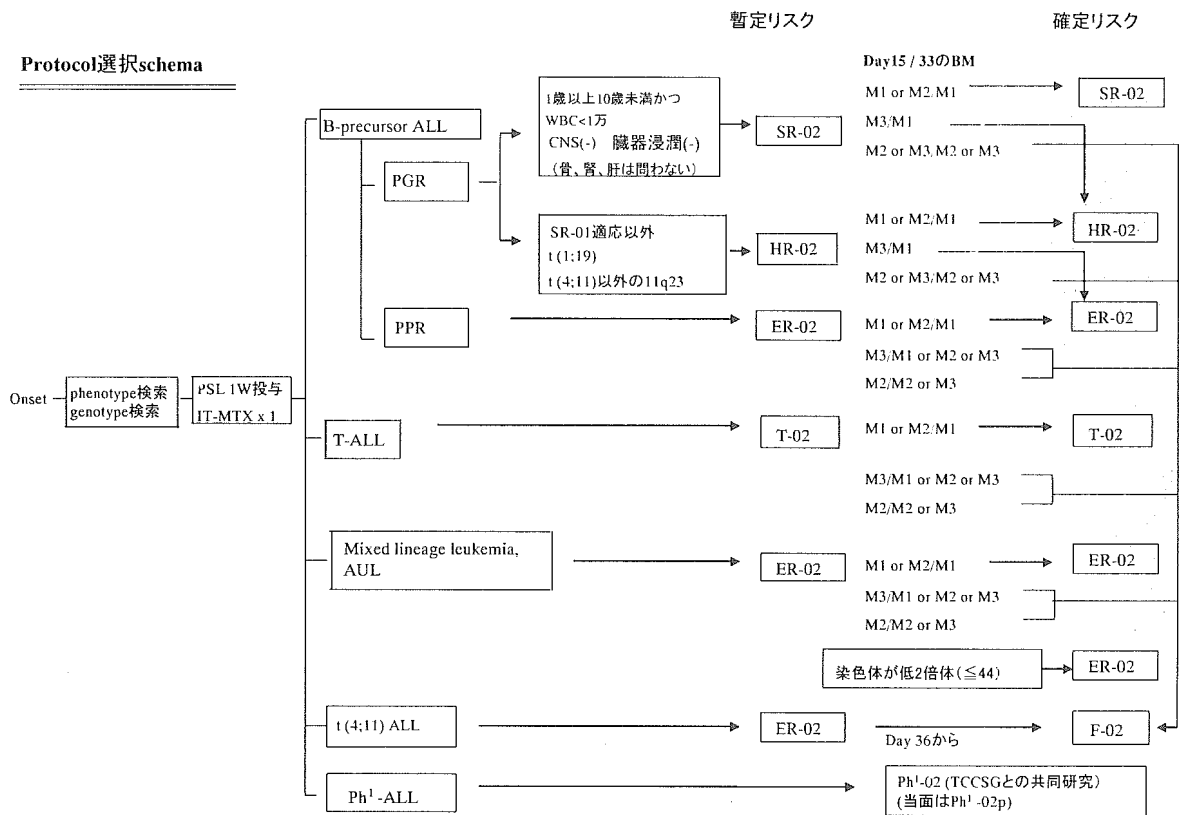 暫定リスク
確定リスク
Protocol選択schema
Day15 / 33のBM
B-precursor ALL
PGR
1歳以上10歳未満かつ
WBC<1万
CNS(-) 臓器浸潤(-)
(骨、腎、肝は問わない)
SR-02
M1 or M2/M1
SR-02
M3/M1
M2 or M3/M2 or M3
SR-01適応以外
t (1;19)
t (4;11)以外の11q23
HR-02
M1 or M2/M1
HR-02
M3/M1
M2 or M3/M2 or M3
PPR
ER-02
M1 or M2/M1
ER-02
M3/M1 or M2 or M3
M2/M2 or M3
Onset
phenotype検索
genotype検索
PSL 1W投与
IT-MTX x 1
T-ALL
T-02
M1 or M2/M1
T-02
M3/M1 or M2 or M3
M2/M2 or M3
Mixed lineage leukemia,
AUL
ER-02
M1 or M2/M1
ER-02
M3/M1 or M2 or M3
M2/M2 or M3
染色体が低2倍体(≦44)
ER-02
t (4;11) ALL
ER-02
Day 36から
F-02
Ph¹-ALL
Ph¹-02 (TCCSGとの共同研究)
(当面はPh¹-02p)